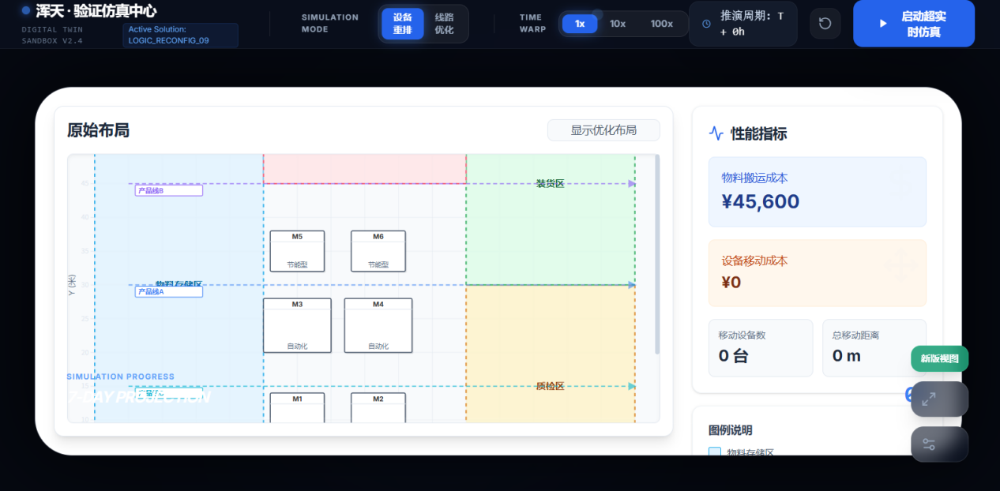 浑天·验证仿真中心
DIGITAL TWIN
SANDBOX V2.4
Active Solution:
LOGIC_RECONFIG_09
SIMULATION
MODE
设备
重排
线路
优化
TIME
WARP
1x
10x
100x
推演周期: T
+ 0h
启动超实
时仿真
原始布局
显示优化布局
45
40
35
30
25
20
15
10
Y (米)
产品线B
装货区
M5
节能型
M6
节能型
物料存储区
产品线A
M3
自动化
M4
自动化
SIMULATION PROGRESS
7-DAY PROJECTION
质检区
M1
M2
性能指标
物料搬运成本
¥45,600
设备移动成本
¥0
移动设备数
0 台
总移动距离
0 m
新版视图
图例说明
物料存储区